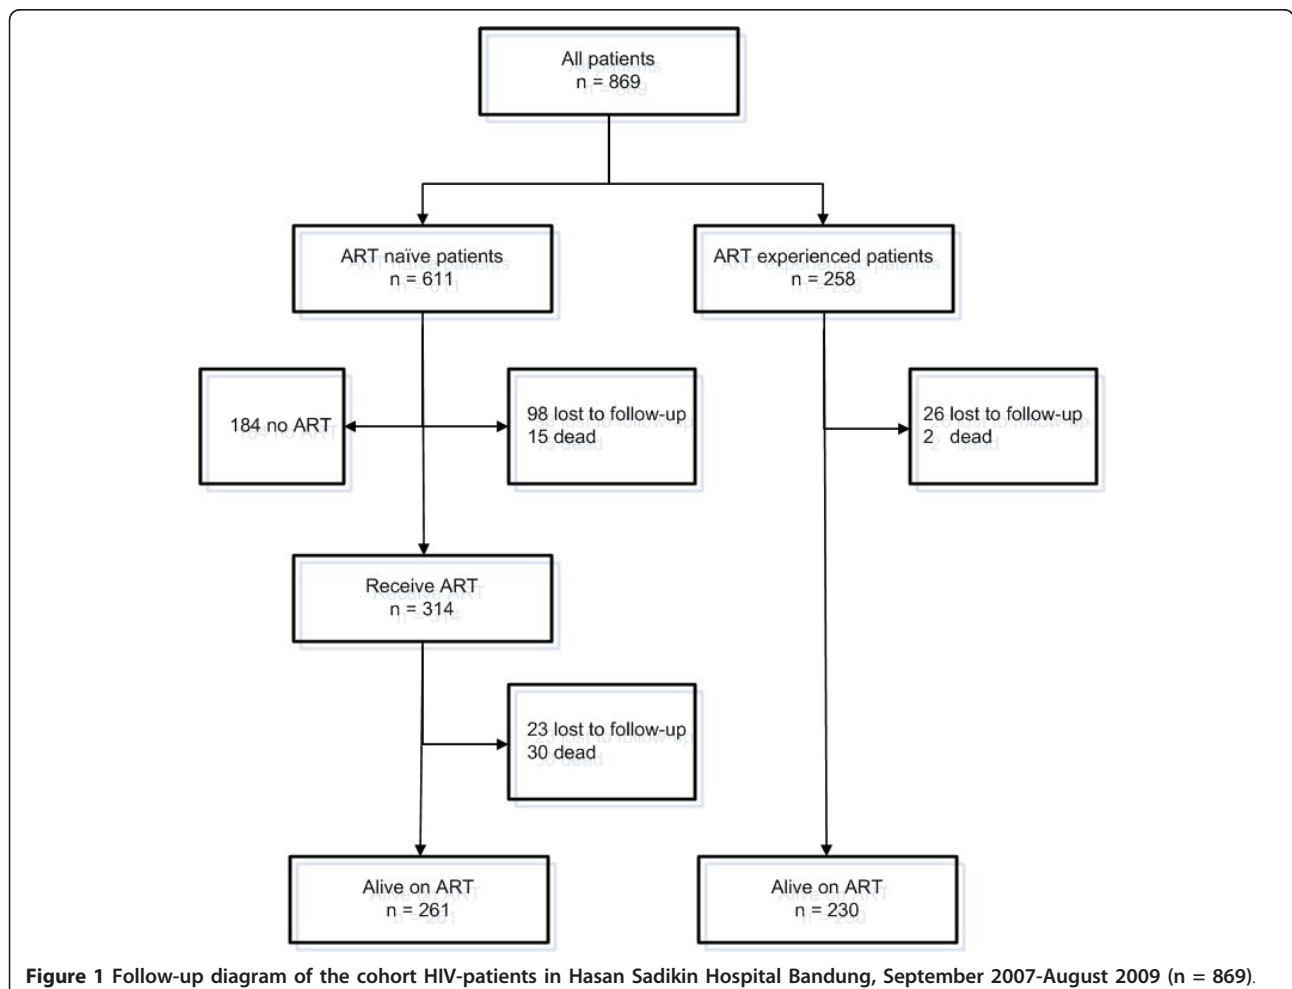 All patients
n = 869
ART naïve patients
n = 611
ART experienced patients
n = 258
184 no ART
98 lost to follow-up
15 dead
26 lost to follow-up
2 dead
Receive ART
n = 314
23 lost to follow-up
30 dead
Alive on ART
n = 261
Alive on ART
n = 230
Figure 1 Follow-up diagram of the cohort HIV-patients in Hasan Sadikin Hospital Bandung, September 2007-August 2009 (n = 869).